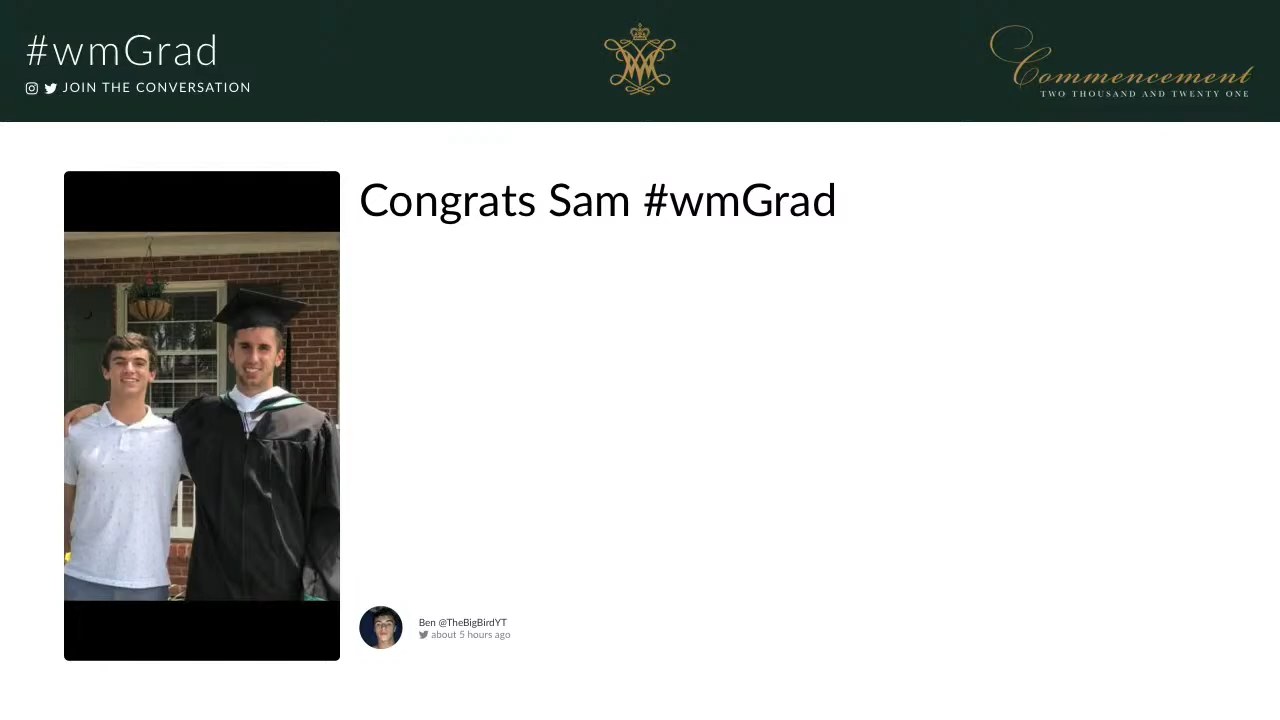 #wmGrad
JOIN THE CONVERSATION
Commencement
TWO THOUSAND AND TWENTY ONE
Congrats Sam #wmGrad
Ben @TheBigBirdYT
about 5 hours ago